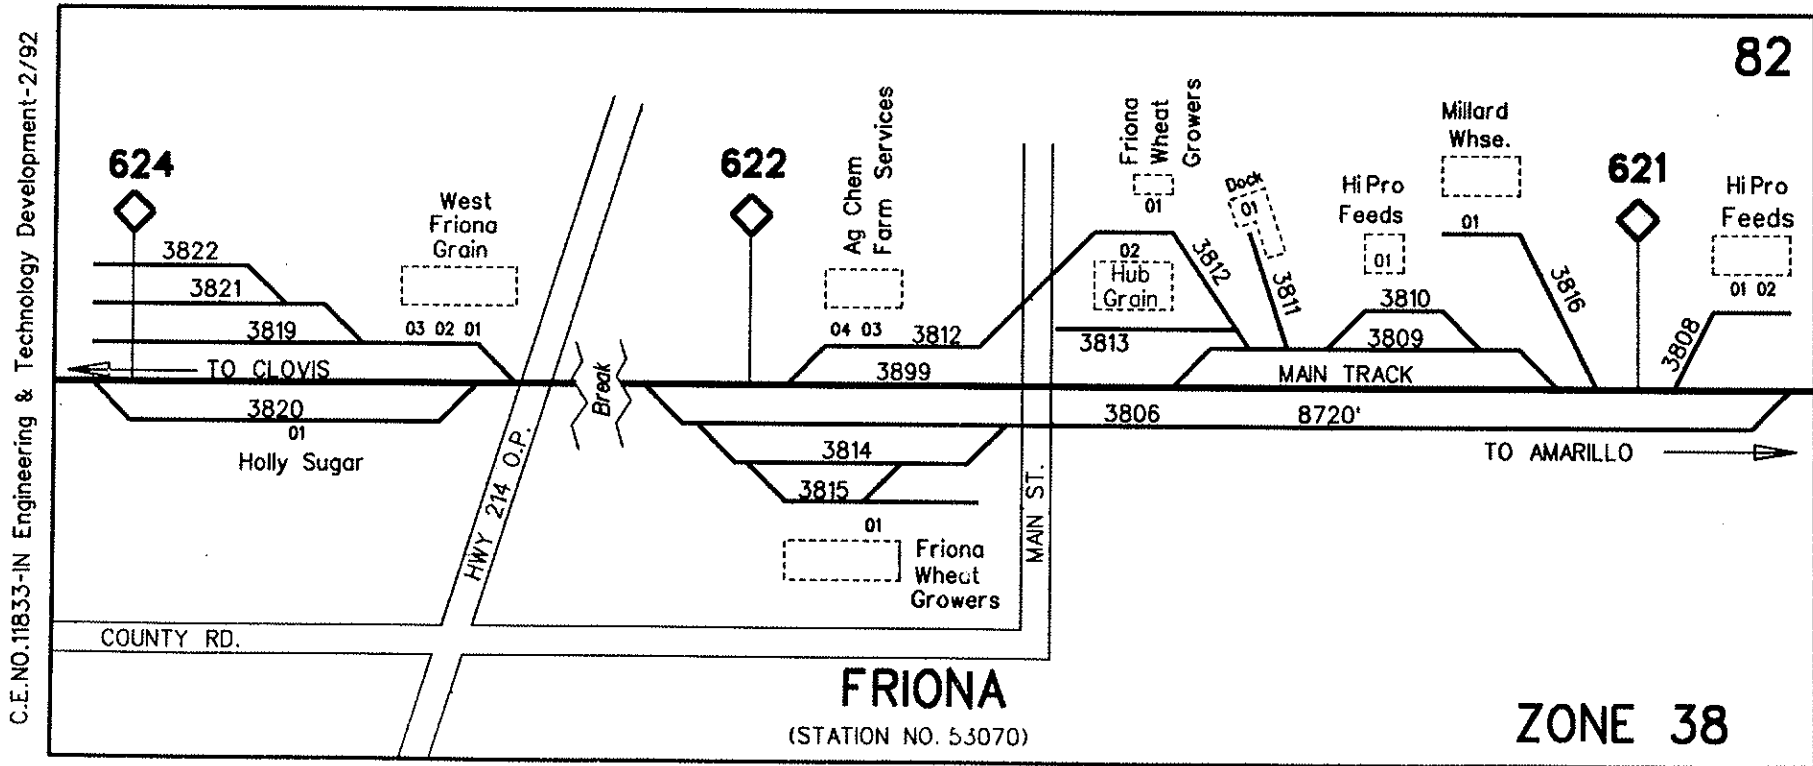 C.E.NO.11833-IN Engineering & Technology Development-2/92
82
624
622
621
West
Friona
Grain
03 02 01
3822
3821
3819
TO CLOVIS
3820
01
Holly Sugar
HWY 214 O.P.
Break
Ag Chem
Farm Services
04 03
3812
3899
Friona
Wheat
Growers
01
02
Hub
Grain
3812
3813
Dock
01
3811
Hi Pro
Feeds
01
3810
3809
MAIN TRACK
Millard
Whse.
01
3816
Hi Pro
Feeds
01 02
3808
3806
8720'
TO AMARILLO
3814
3815
01
Friona
Wheat
Growers
MAIN ST.
COUNTY RD.
FRIONA
(STATION NO. 53070)
ZONE 38